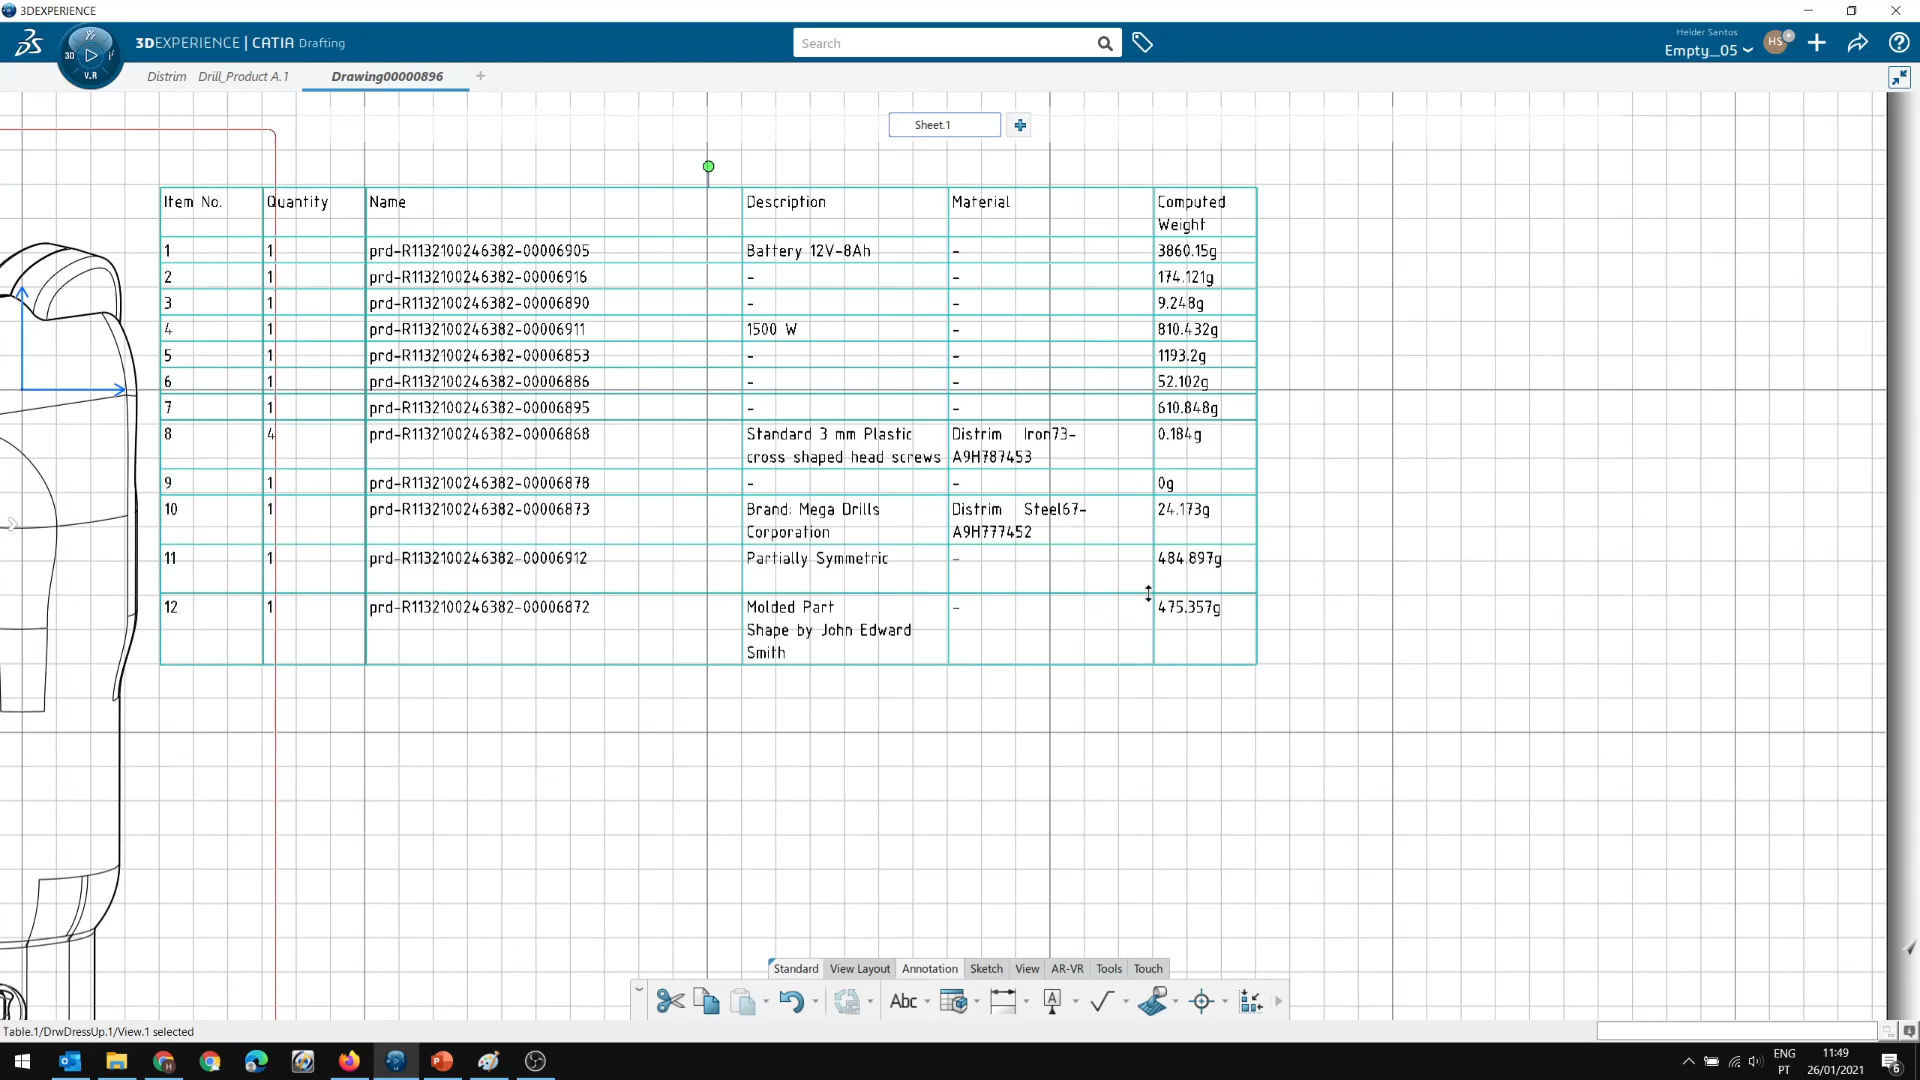 3DEXPERIENCE
3DEXPERIENCE | CATIA Drafting
Search
Helder Santos
Empty_05
HS
3D
V.R
Distrim Drill_Product A.1
Drawing00000896
Sheet.1
Item No. Quantity Name Description Material Computed Weight
1 1 prd-R1132100246382-00006905 Battery 12V-8Ah - 3860.15g
2 1 prd-R1132100246382-00006916 - - 174.121g
3 1 prd-R1132100246382-00006890 - - 9.248g
4 1 prd-R1132100246382-00006911 1500 W - 810.432g
5 1 prd-R1132100246382-00006853 - - 1193.2g
6 1 prd-R1132100246382-00006886 - - 52.102g
7 1 prd-R1132100246382-00006895 - - 610.848g
8 4 prd-R1132100246382-00006868 Standard 3 mm Plastic Distrim Iron73- 0.184g
cross shaped head screws A9H787453
9 1 prd-R1132100246382-00006878 - - 0g
10 1 prd-R1132100246382-00006873 Brand: Mega Drills Distrim Steel67- 24.173g
Corporation A9H777452
11 1 prd-R1132100246382-00006912 Partially Symmetric - 484.897g
12 1 prd-R1132100246382-00006872 Molded Part - 475.357g
Shape by John Edward
Smith
Standard View Layout Annotation Sketch View AR-VR Tools Touch
Abc
A
Table.1/DrwDressUp.1/View.1 selected
ENG 11:49
PT 26/01/2021
6